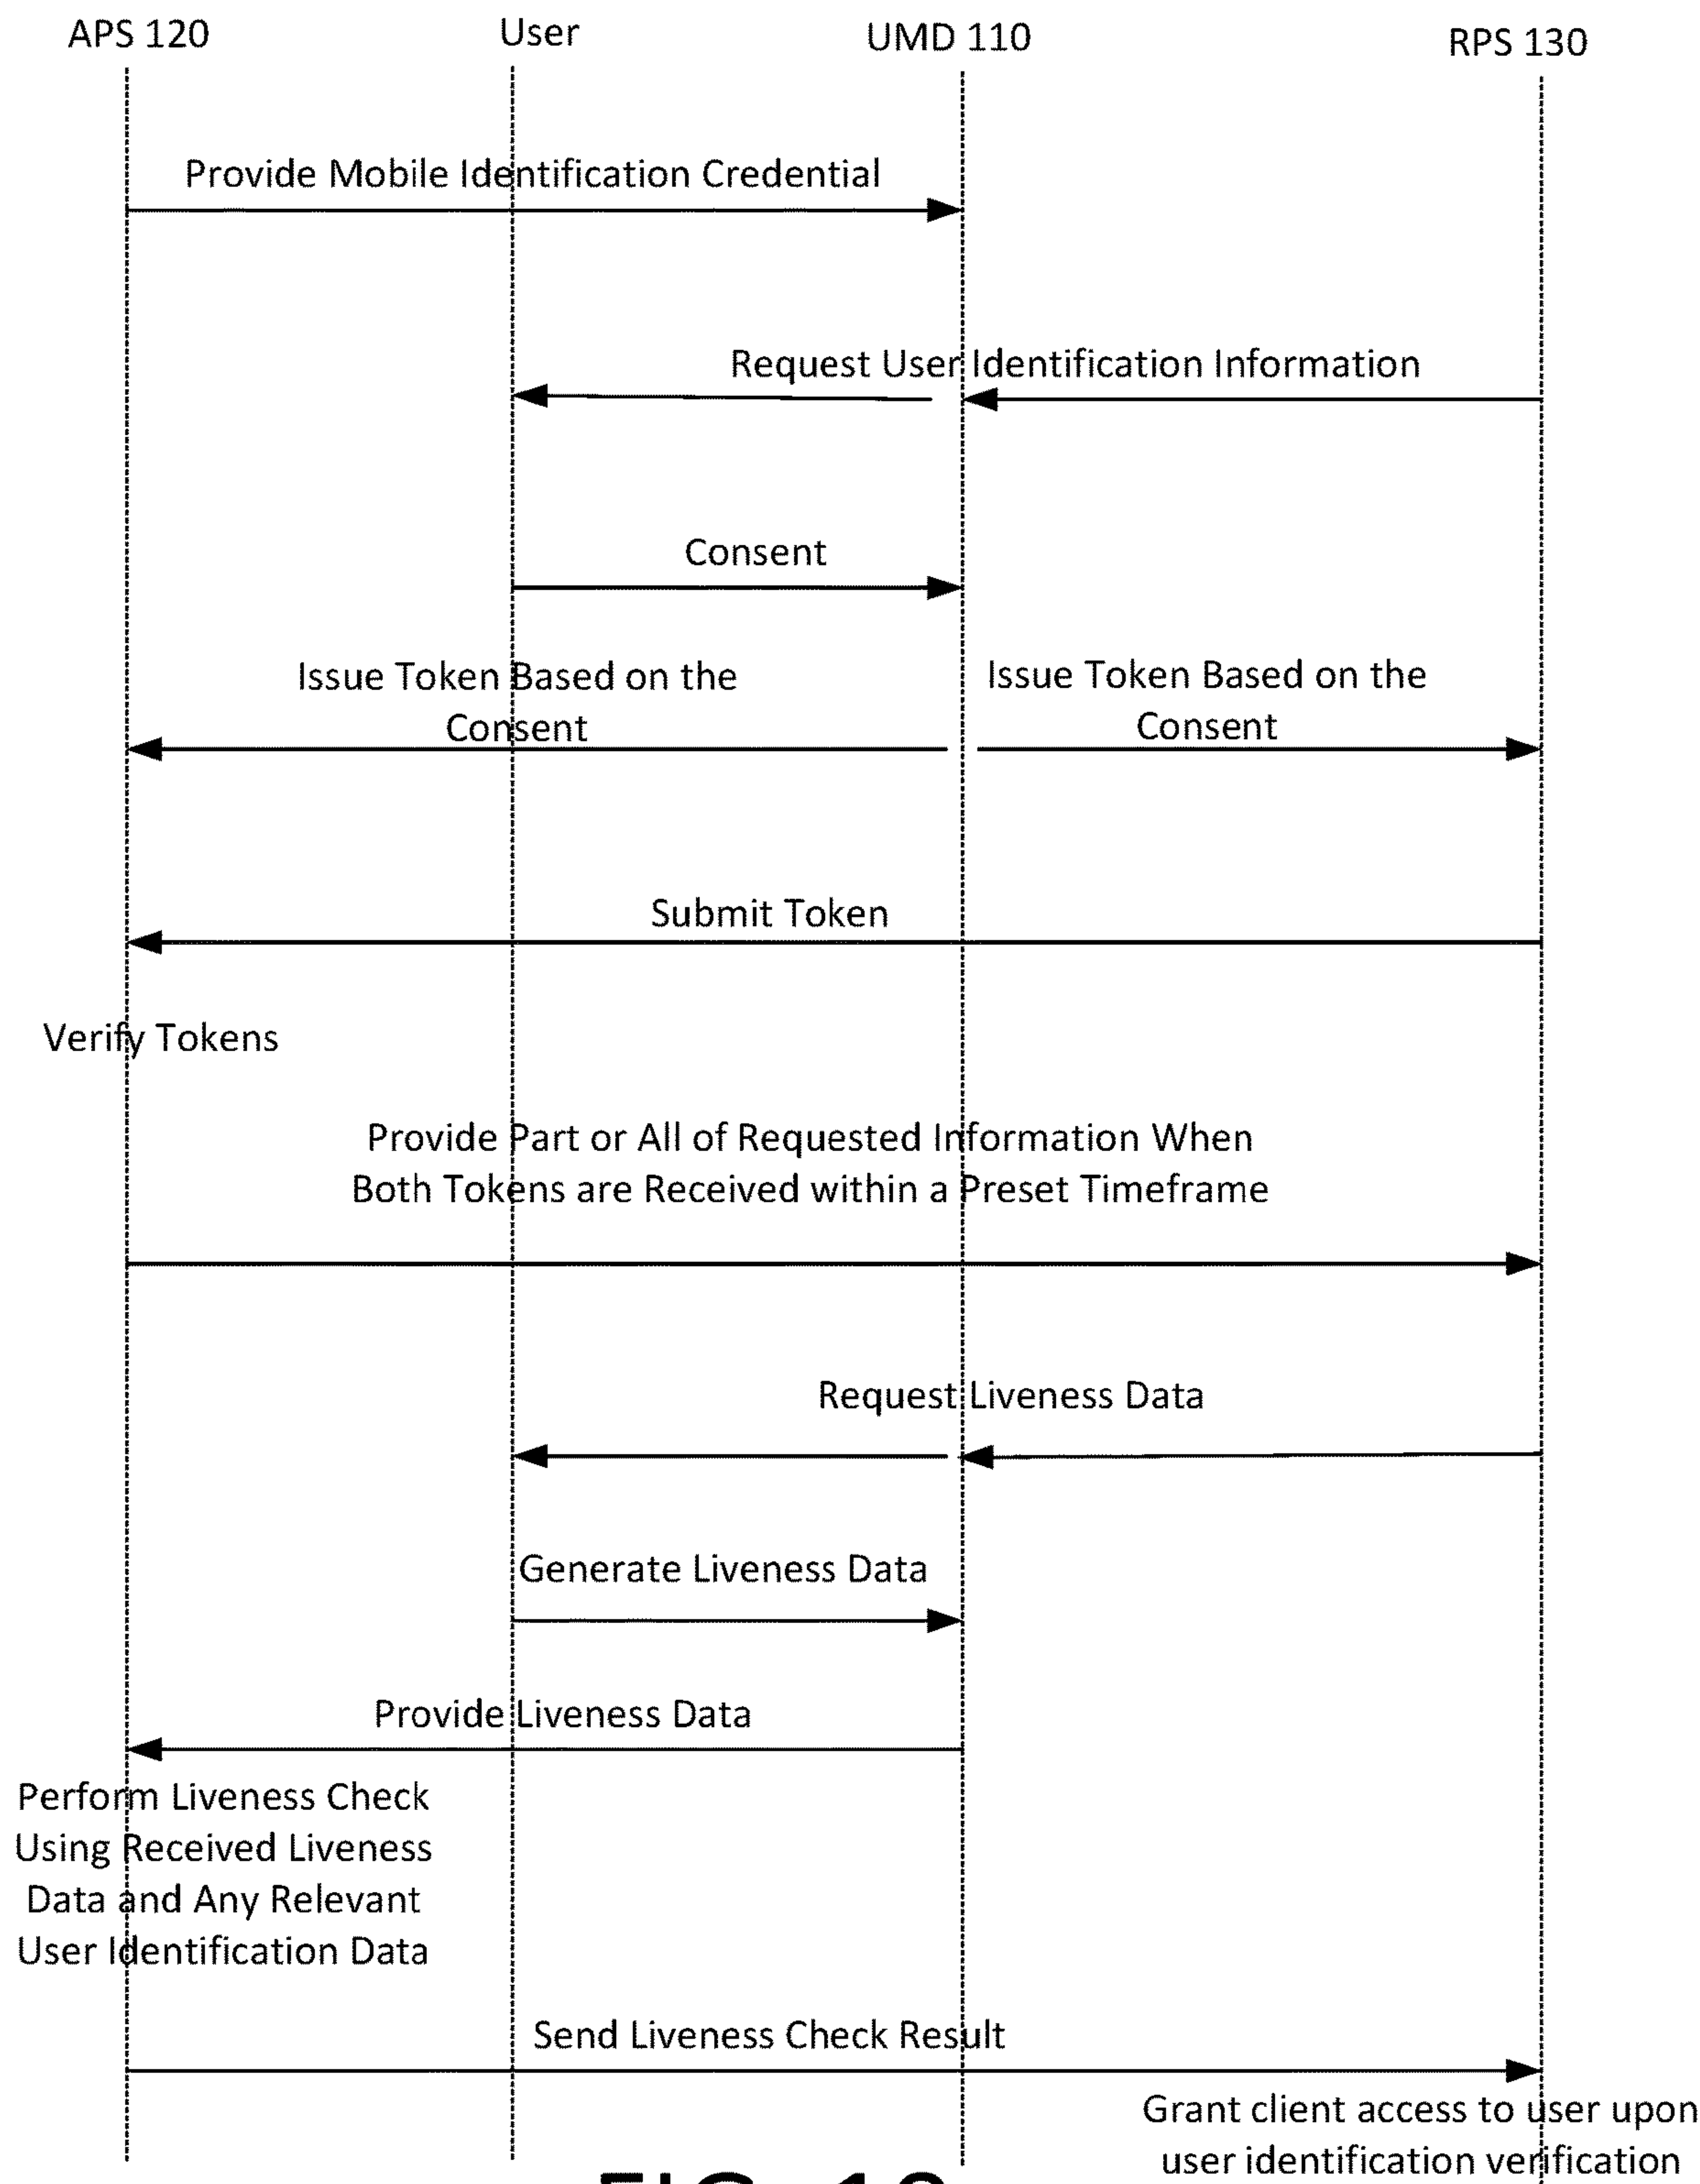 APS 120
User
UMD 110
RPS 130
Provide Mobile Identification Credential
Request User Identification Information
Consent
Issue Token Based on the
Consent
Issue Token Based on the
Consent
Submit Token
Verify Tokens
Provide Part or All of Requested Information When
Both Tokens are Received within a Preset Timeframe
Request Liveness Data
Generate Liveness Data
Provide Liveness Data
Perform Liveness Check
Using Received Liveness
Data and Any Relevant
User Identification Data
Send Liveness Check Result
Grant client access to user upon
user identification verification
FIG.